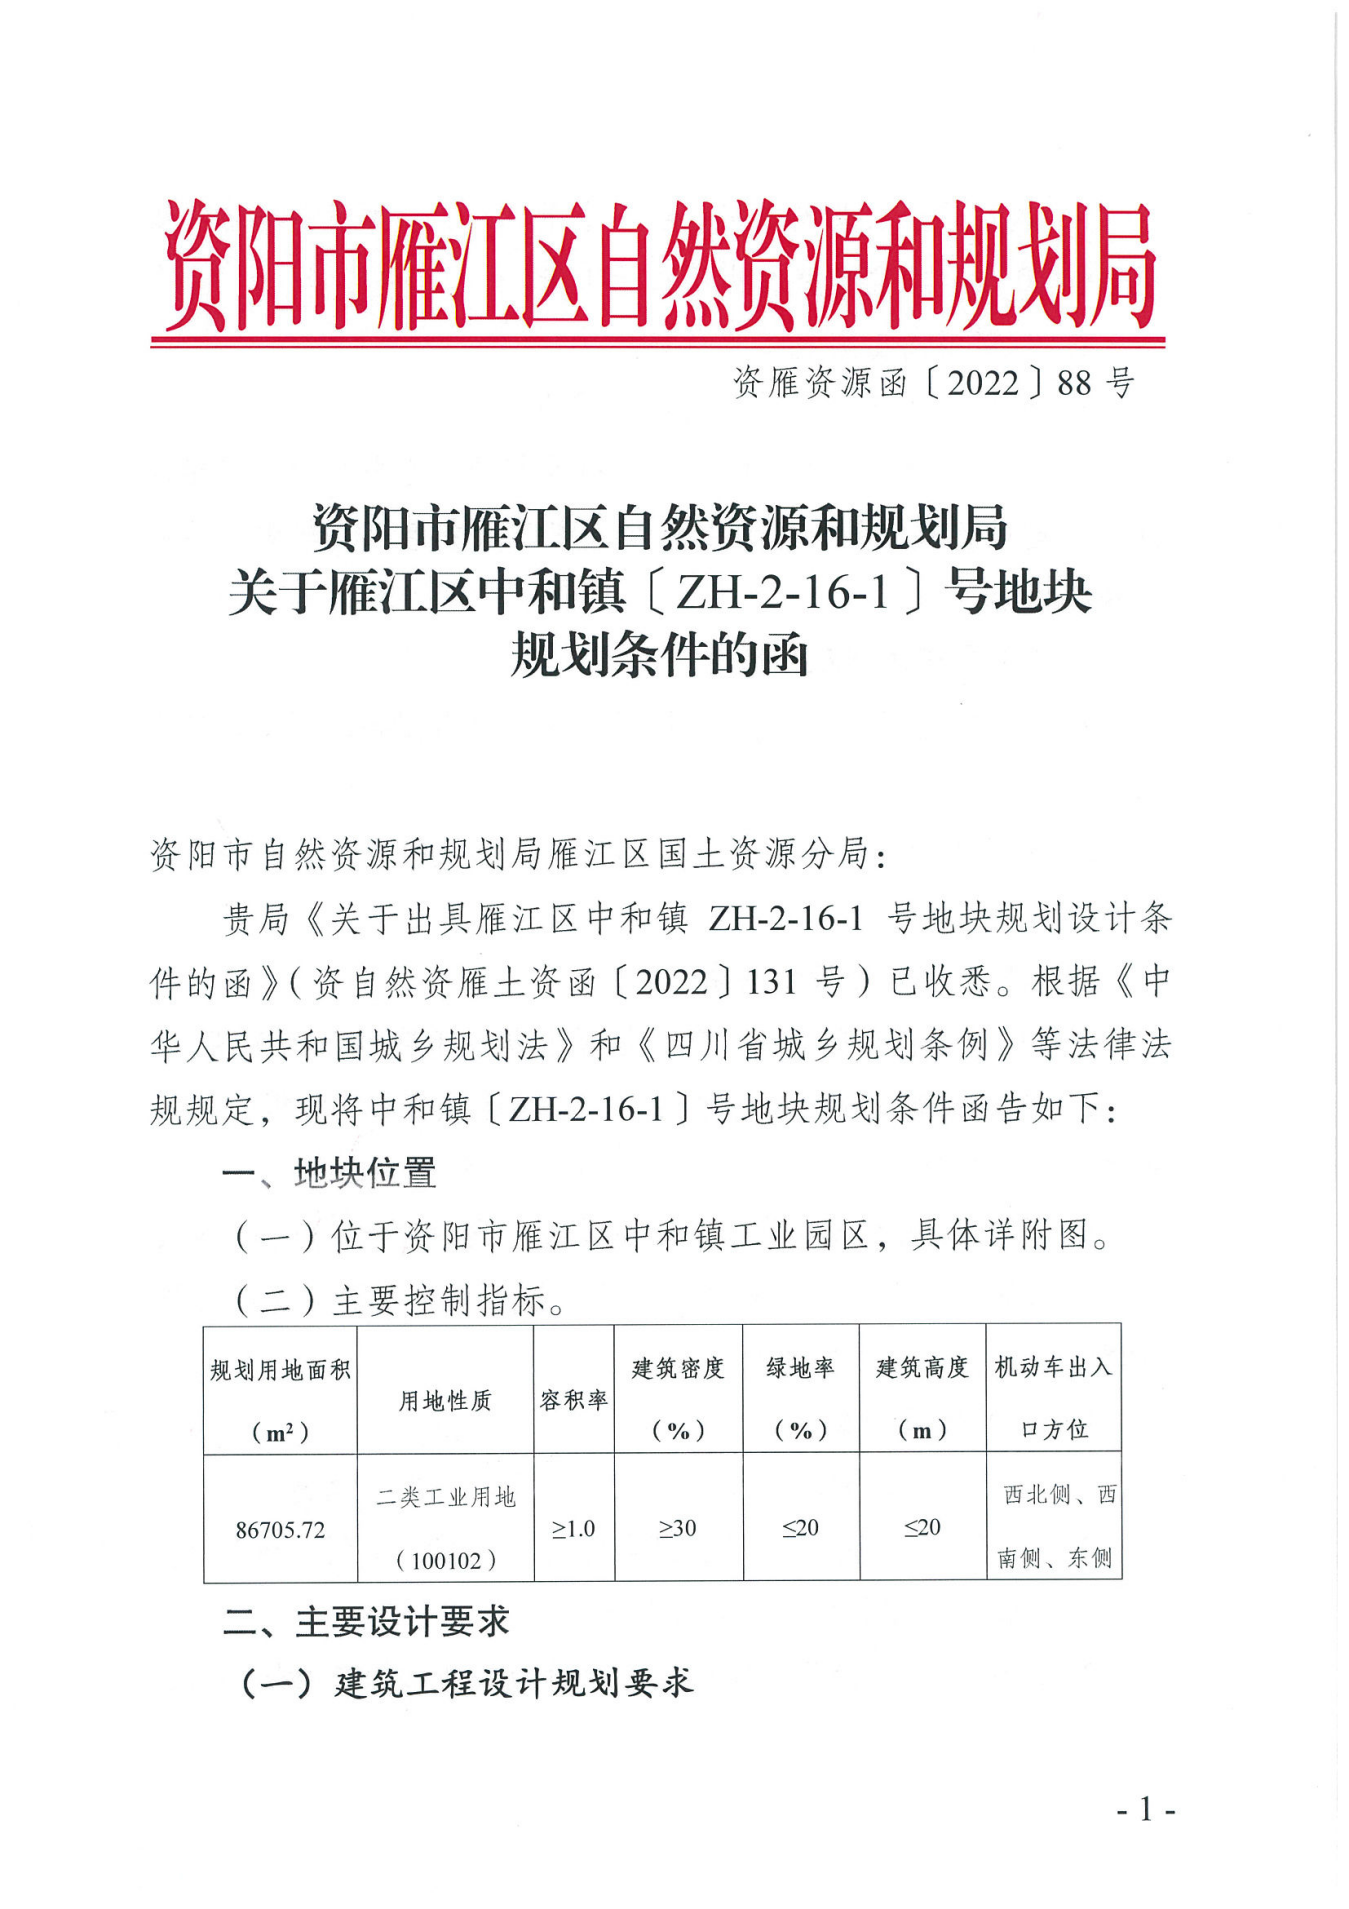 资阳市雁江区自然资源和规划局
资雁资源函〔2022〕88 号
资阳市雁江区自然资源和规划局
关于雁江区中和镇〔ZH-2-16-1〕号地块
规划条件的函
资阳市自然资源和规划局雁江区国土资源分局：
贵局《关于出具雁江区中和镇 ZH-2-16-1 号地块规划设计条
件的函》（资自然资雁土资函〔2022〕131 号）已收悉。根据《中
华人民共和国城乡规划法》和《四川省城乡规划条例》等法律法
规规定，现将中和镇〔ZH-2-16-1〕号地块规划条件函告如下：
一、地块位置
（一）位于资阳市雁江区中和镇工业园区，具体详附图。
（二）主要控制指标。
规划用地面积（m²） 用地性质 容积率 建筑密度（%） 绿地率（%） 建筑高度（m） 机动车出入口方位
86705.72 二类工业用地（100102） ≥1.0 ≥30 ≤20 ≤20 西北侧、西南侧、东侧
二、主要设计要求
（一）建筑工程设计规划要求
- 1 -